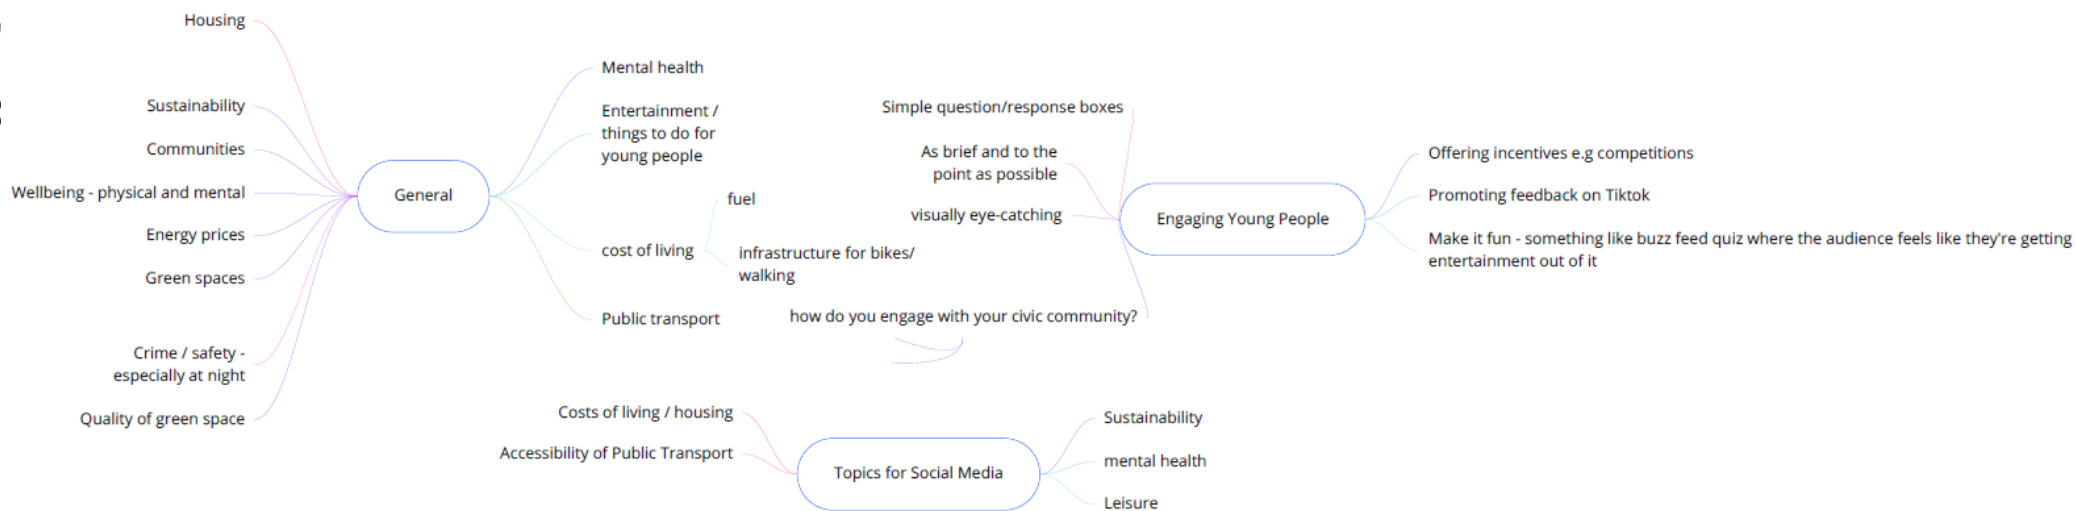 Housing
Sustainability
Communities
Wellbeing - physical and mental
Energy prices
Green spaces
Crime / safety -
especially at night
Quality of green space
General
Mental health
Entertainment /
things to do for
young people
cost of living
fuel
infrastructure for bikes/
walking
Public transport
Simple question/response boxes
As brief and to the
point as possible
visually eye-catching
how do you engage with your civic community?
Engaging Young People
Offering incentives e.g competitions
Promoting feedback on Tiktok
Make it fun - something like buzz feed quiz where the audience feels like they're getting
entertainment out of it
Costs of living / housing
Accessibility of Public Transport
Topics for Social Media
Sustainability
mental health
Leisure